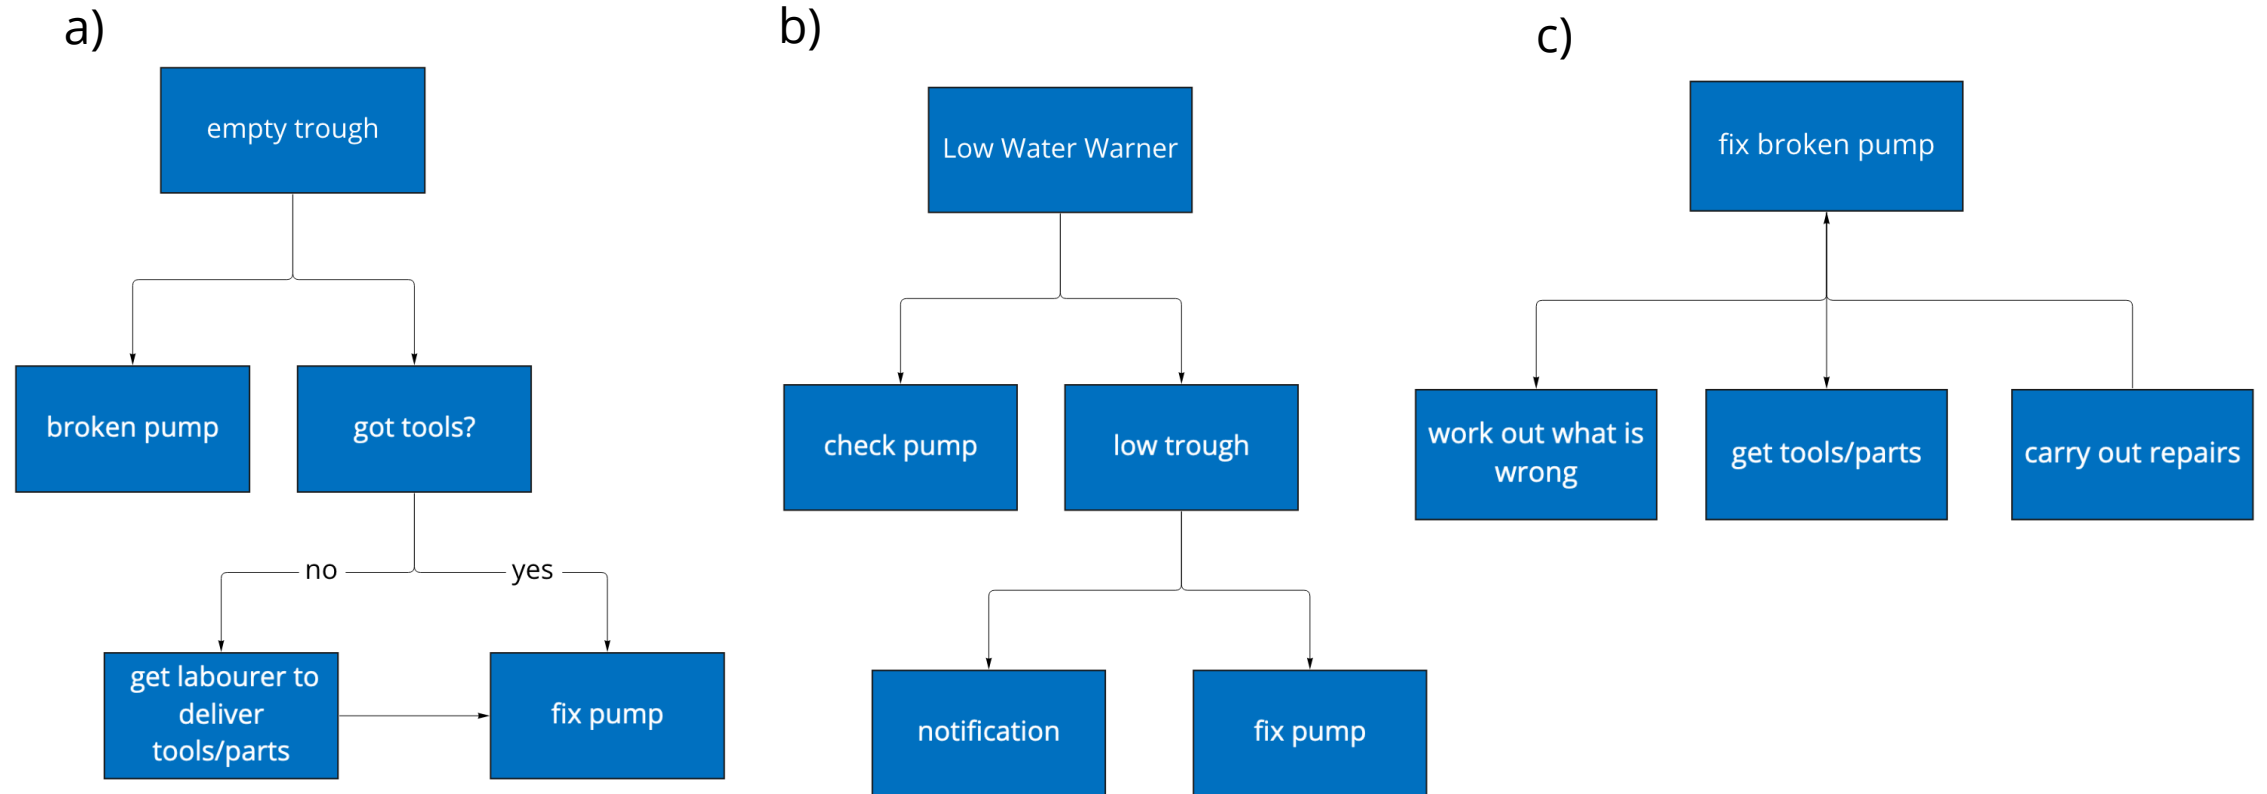 a)
empty trough
broken pump
got tools?
no
yes
get labourer to
deliver
tools/parts
fix pump
b)
Low Water Warner
check pump
low trough
notification
fix pump
c)
fix broken pump
work out what is
wrong
get tools/parts
carry out repairs